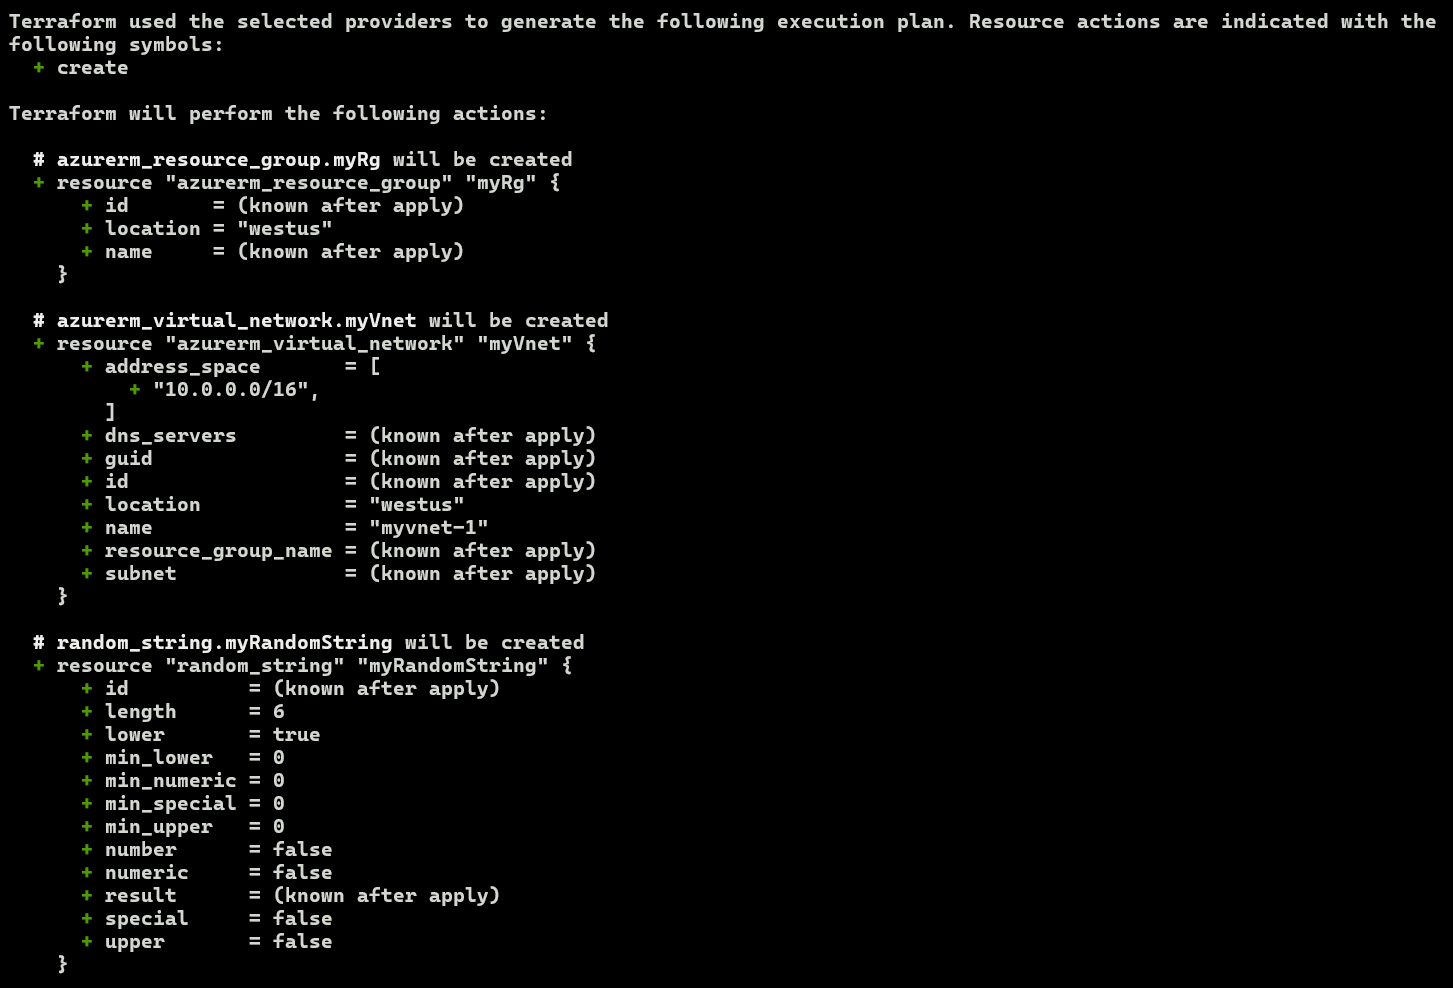 Terraform used the selected providers to generate the following execution plan. Resource actions are indicated with the
following symbols:
  + create

Terraform will perform the following actions:

  # azurerm_resource_group.myRg will be created
  + resource "azurerm_resource_group" "myRg" {
      + id       = (known after apply)
      + location = "westus"
      + name     = (known after apply)
    }

  # azurerm_virtual_network.myVnet will be created
  + resource "azurerm_virtual_network" "myVnet" {
      + address_space       = [
          + "10.0.0.0/16",
        ]
      + dns_servers         = (known after apply)
      + guid                = (known after apply)
      + id                  = (known after apply)
      + location            = "westus"
      + name                = "myvnet-1"
      + resource_group_name = (known after apply)
      + subnet              = (known after apply)
    }

  # random_string.myRandomString will be created
  + resource "random_string" "myRandomString" {
      + id          = (known after apply)
      + length      = 6
      + lower       = true
      + min_lower   = 0
      + min_numeric = 0
      + min_special = 0
      + min_upper   = 0
      + number      = false
      + numeric     = false
      + result      = (known after apply)
      + special     = false
      + upper       = false
    }